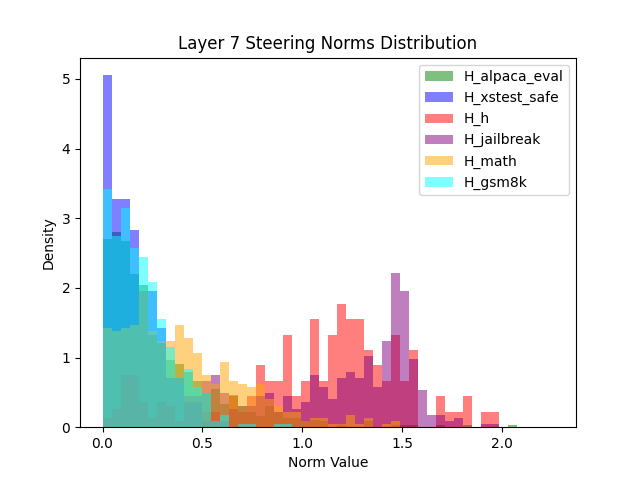 Layer 7 Steering Norms Distribution
H_alpaca_eval
H_xstest_safe
H_h
H_jailbreak
H_math
H_gsm8k
Density
5
4
3
2
1
0
0.0 0.5 1.0 1.5 2.0
Norm Value